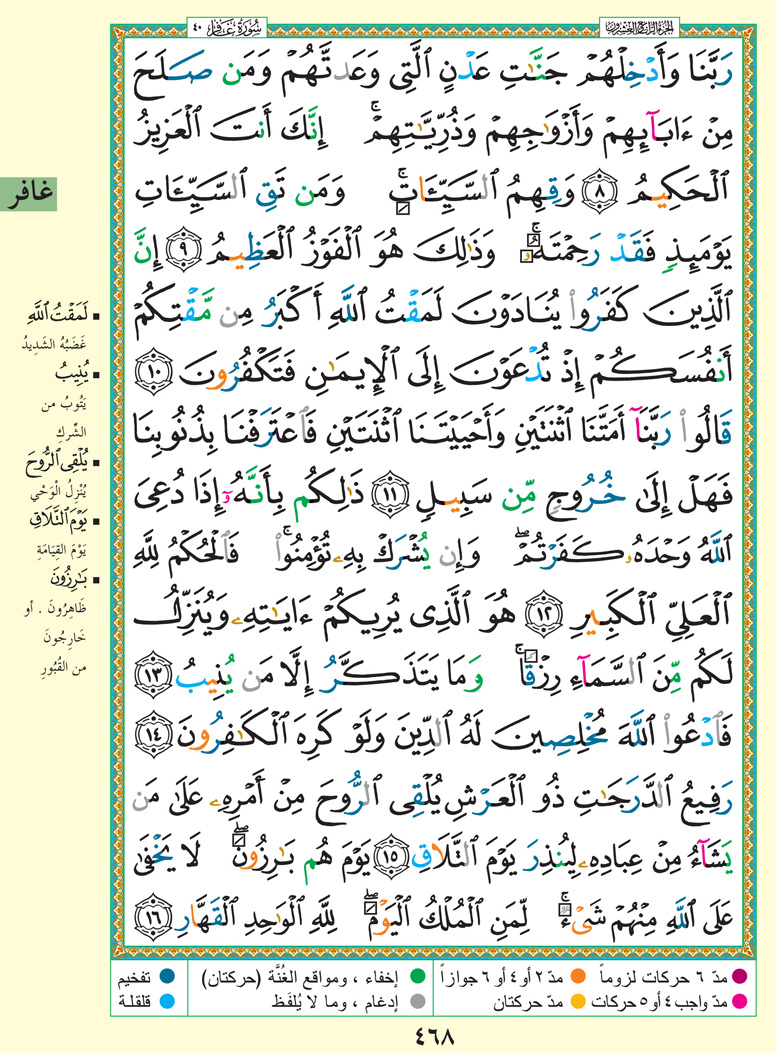 سُورَةُ غَافِر ٤٠
الجزء الرابع والعشرون
رَبَّنَا وَأَدْخِلْهُمْ جَنَّٰتِ عَدْنٍ ٱلَّتِى وَعَدتَّهُمْ وَمَن صَلَحَ
مِنْ ءَابَآئِهِمْ وَأَزْوَٰجِهِمْ وَذُرِّيَّٰتِهِمْ ۚ إِنَّكَ أَنتَ ٱلْعَزِيزُ
ٱلْحَكِيمُ ٨ وَقِهِمُ ٱلسَّيِّـَٔاتِ ۚ وَمَن تَقِ ٱلسَّيِّـَٔاتِ
يَوْمَئِذٍ فَقَدْ رَحِمْتَهُۥ ۚ وَذَٰلِكَ هُوَ ٱلْفَوْزُ ٱلْعَظِيمُ ٩ إِنَّ
ٱلَّذِينَ كَفَرُوا۟ يُنَادَوْنَ لَمَقْتُ ٱللَّهِ أَكْبَرُ مِن مَّقْتِكُمْ
أَنفُسَكُمْ إِذْ تُدْعَوْنَ إِلَى ٱلْإِيمَٰنِ فَتَكْفُرُونَ ١٠
قَالُوا۟ رَبَّنَآ أَمَتَّنَا ٱثْنَتَيْنِ وَأَحْيَيْتَنَا ٱثْنَتَيْنِ فَٱعْتَرَفْنَا بِذُنُوبِنَا
فَهَلْ إِلَىٰ خُرُوجٍ مِّن سَبِيلٍ ١١ ذَٰلِكُم بِأَنَّهُۥٓ إِذَا دُعِىَ
ٱللَّهُ وَحْدَهُۥ كَفَرْتُمْ ۖ وَإِن يُشْرَكْ بِهِۦ تُؤْمِنُوا۟ ۚ فَٱلْحُكْمُ لِلَّهِ
ٱلْعَلِىِّ ٱلْكَبِيرِ ١٢ هُوَ ٱلَّذِى يُرِيكُمْ ءَايَٰتِهِۦ وَيُنَزِّلُ
لَكُم مِّنَ ٱلسَّمَآءِ رِزْقًا ۚ وَمَا يَتَذَكَّرُ إِلَّا مَن يُنِيبُ ١٣
فَٱدْعُوا۟ ٱللَّهَ مُخْلِصِينَ لَهُ ٱلدِّينَ وَلَوْ كَرِهَ ٱلْكَٰفِرُونَ ١٤
رَفِيعُ ٱلدَّرَجَٰتِ ذُو ٱلْعَرْشِ يُلْقِى ٱلرُّوحَ مِنْ أَمْرِهِۦ عَلَىٰ مَن
يَشَآءُ مِنْ عِبَادِهِۦ لِيُنذِرَ يَوْمَ ٱلتَّلَاقِ ١٥ يَوْمَ هُم بَٰرِزُونَ ۖ لَا يَخْفَىٰ
عَلَى ٱللَّهِ مِنْهُمْ شَىْءٌ ۚ لِّمَنِ ٱلْمُلْكُ ٱلْيَوْمَ ۖ لِلَّهِ ٱلْوَٰحِدِ ٱلْقَهَّارِ ١٦
غافر
لَمَقْتُ ٱللَّهِ
غَضَبُهُ الشَّدِيدُ
يُنِيبُ
يَتُوبُ من
الشِّركِ
يُلْقِى ٱلرُّوحَ
يُنْزِلُ الْوَحْي
يَوْمَ ٱلتَّلَاقِ
يَوْمَ القِيَامَةِ
بَٰرِزُونَ
ظَاهِرُونَ . أو
خَارِجُونَ
من القُبُورِ
مدّ ٦ حركات لزوماً
مدّ ٢ أو ٤ أو ٦ جوازاً
إخفاء ، ومواقع الغُنَّة (حركتان)
تفخيم
مدّ واجب ٤ أو ٥ حركات
مدّ حركتان
إدغام ، وما لا يُلفَظ
قلقلة
٤٦٨